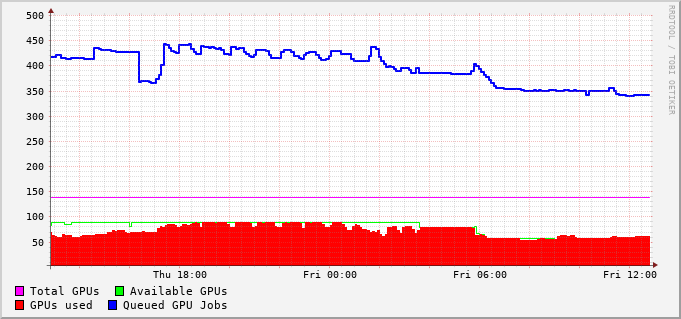 500
450
400
350
300
250
200
150
100
50
Thu 18:00 Fri 00:00 Fri 06:00 Fri 12:00
Total GPUs Available GPUs
GPUs used Queued GPU Jobs
RRDTOOL / TOBI OETIKER